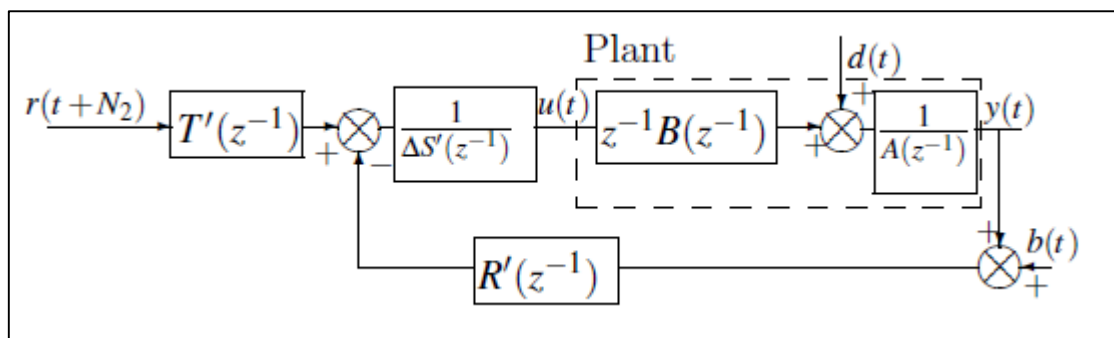 Plant
d(t)
r(t+N₂)
T′(z⁻¹)
+
−
1
ΔS′(z⁻¹)
u(t)
z⁻¹B(z⁻¹)
+
+
1
A(z⁻¹)
y(t)
R′(z⁻¹)
+
b(t)
+